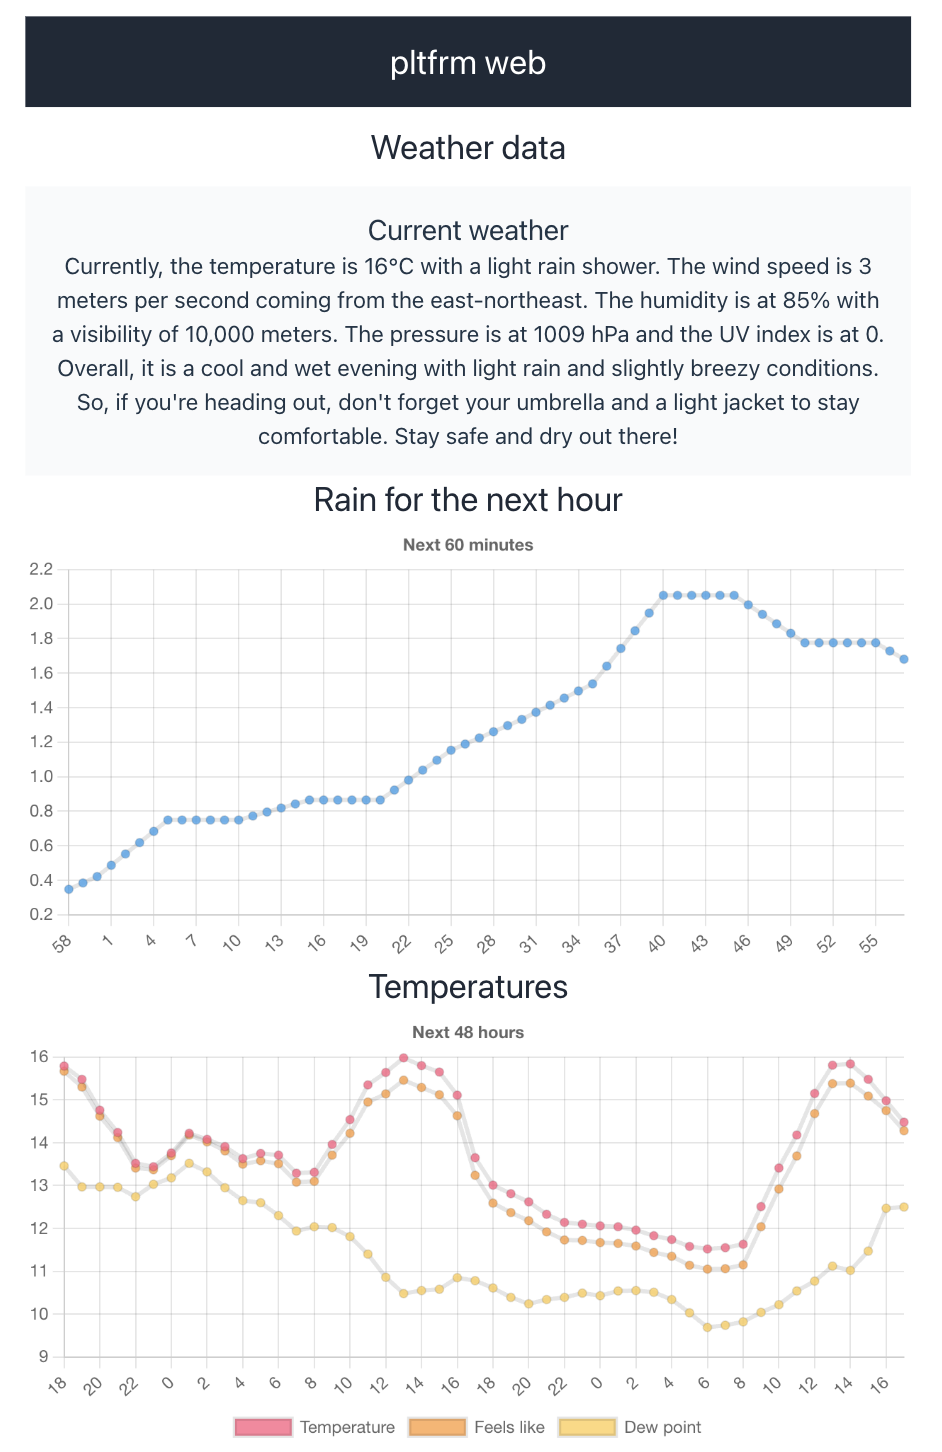 pltfrm web
Weather data
Current weather
Currently, the temperature is 16°C with a light rain shower. The wind speed is 3
meters per second coming from the east-northeast. The humidity is at 85% with
a visibility of 10,000 meters. The pressure is at 1009 hPa and the UV index is at 0.
Overall, it is a cool and wet evening with light rain and slightly breezy conditions.
So, if you're heading out, don't forget your umbrella and a light jacket to stay
comfortable. Stay safe and dry out there!
Rain for the next hour
Next 60 minutes
2.2
2.0
1.8
1.6
1.4
1.2
1.0
0.8
0.6
0.4
0.2
58 1 4 7 10 13 16 19 22 25 28 31 34 37 40 43 46 49 52 55
Temperatures
Next 48 hours
16
15
14
13
12
11
10
9
18 20 22 0 2 4 6 8 10 12 14 16 18 20 22 0 2 4 6 8 10 12 14 16
Temperature Feels like Dew point